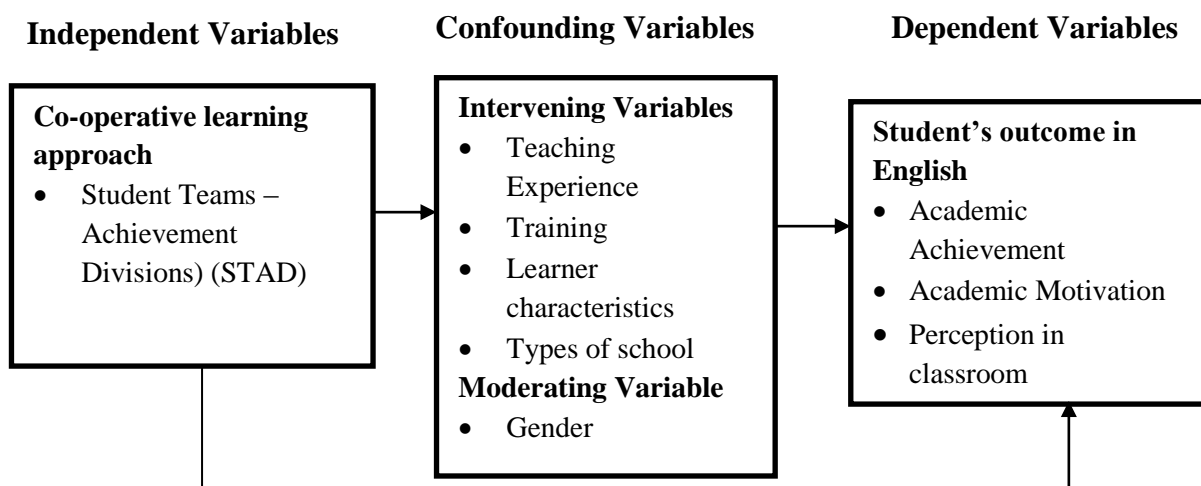 Independent Variables
Co-operative learning
approach
• Student Teams –
Achievement
Divisions) (STAD)
Confounding Variables
Intervening Variables
• Teaching
Experience
• Training
• Learner
characteristics
• Types of school
Moderating Variable
• Gender
Dependent Variables
Student’s outcome in
English
• Academic
Achievement
• Academic Motivation
• Perception in
classroom